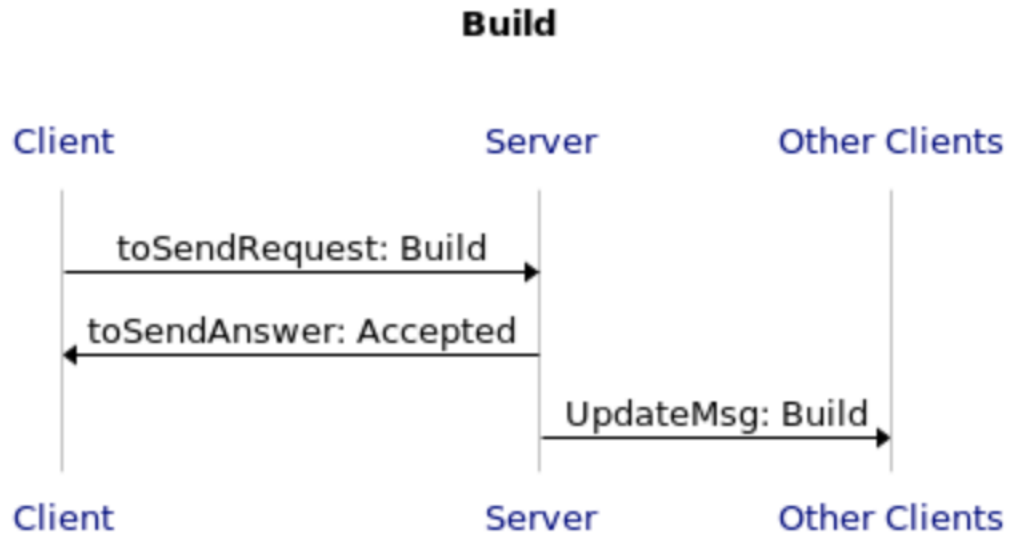 Build
Client Server Other Clients
toSendRequest: Build
toSendAnswer: Accepted
UpdateMsg: Build
Client Server Other Clients